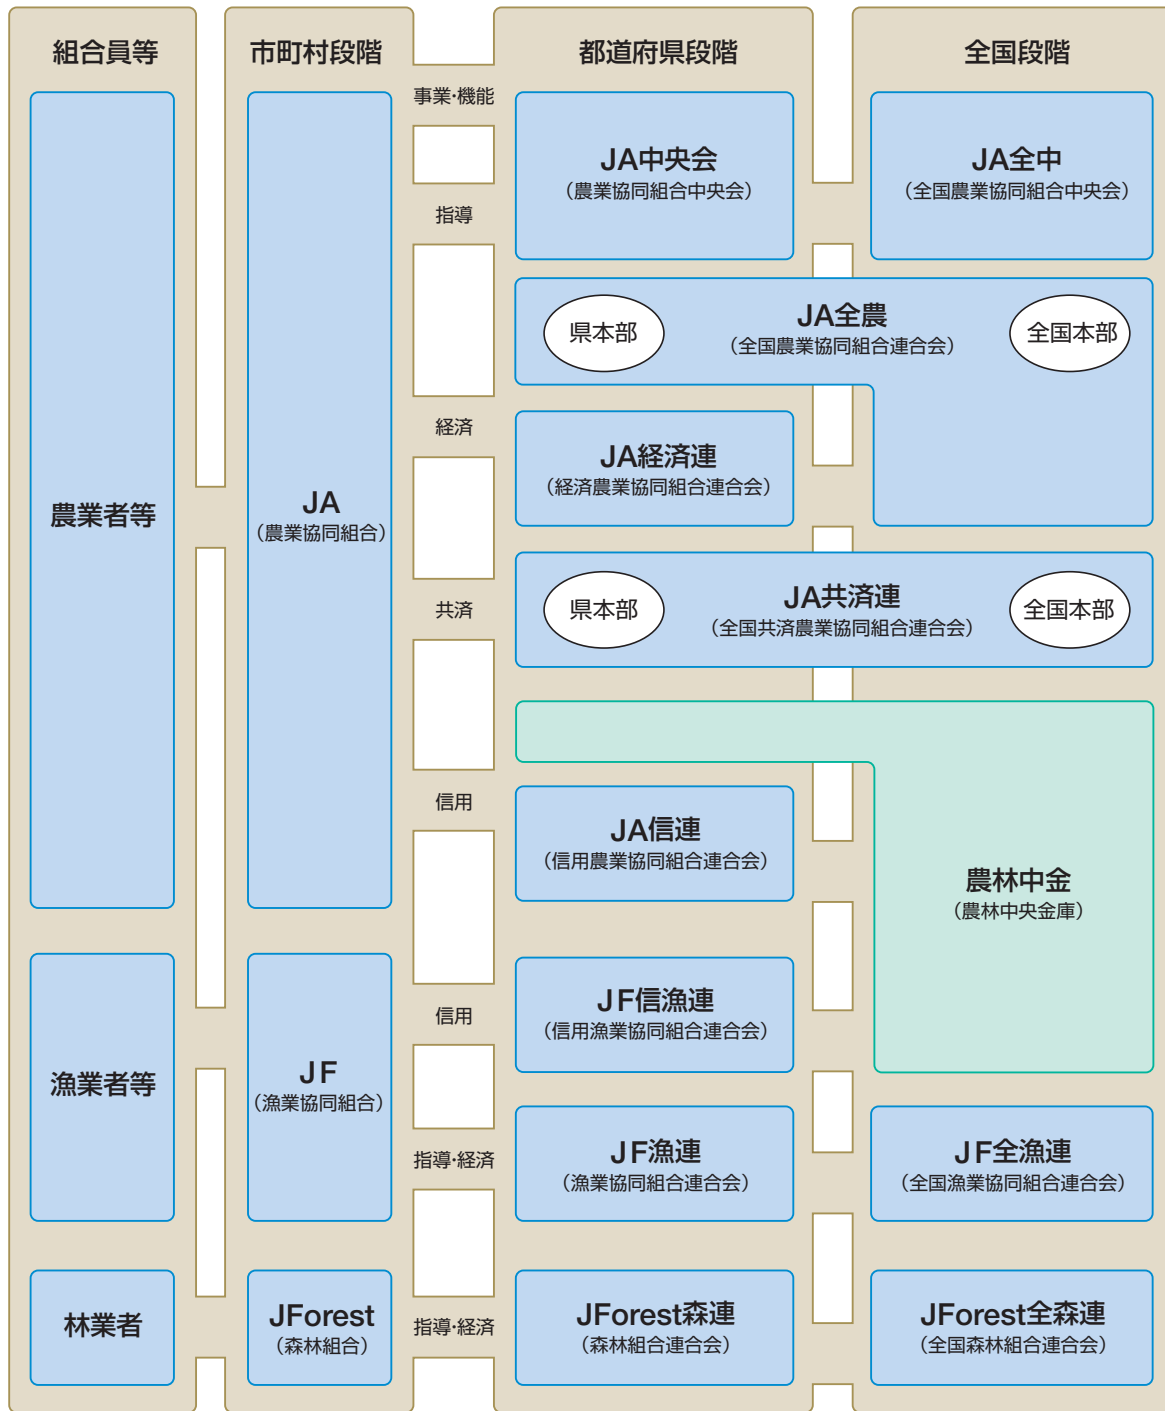 組合員等
市町村段階
都道府県段階
全国段階
事業・機能
指導
経済
共済
信用
信用
指導・経済
指導・経済
農業者等
漁業者等
林業者
JA
（農業協同組合）
JF
（漁業協同組合）
JForest
（森林組合）
JA中央会
（農業協同組合中央会）
JA全中
（全国農業協同組合中央会）
県本部
JA全農
（全国農業協同組合連合会）
全国本部
JA経済連
（経済農業協同組合連合会）
県本部
JA共済連
（全国共済農業協同組合連合会）
全国本部
JA信連
（信用農業協同組合連合会）
農林中金
（農林中央金庫）
JF信漁連
（信用漁業協同組合連合会）
JF漁連
（漁業協同組合連合会）
JF全漁連
（全国漁業協同組合連合会）
JForest森連
（森林組合連合会）
JForest全森連
（全国森林組合連合会）